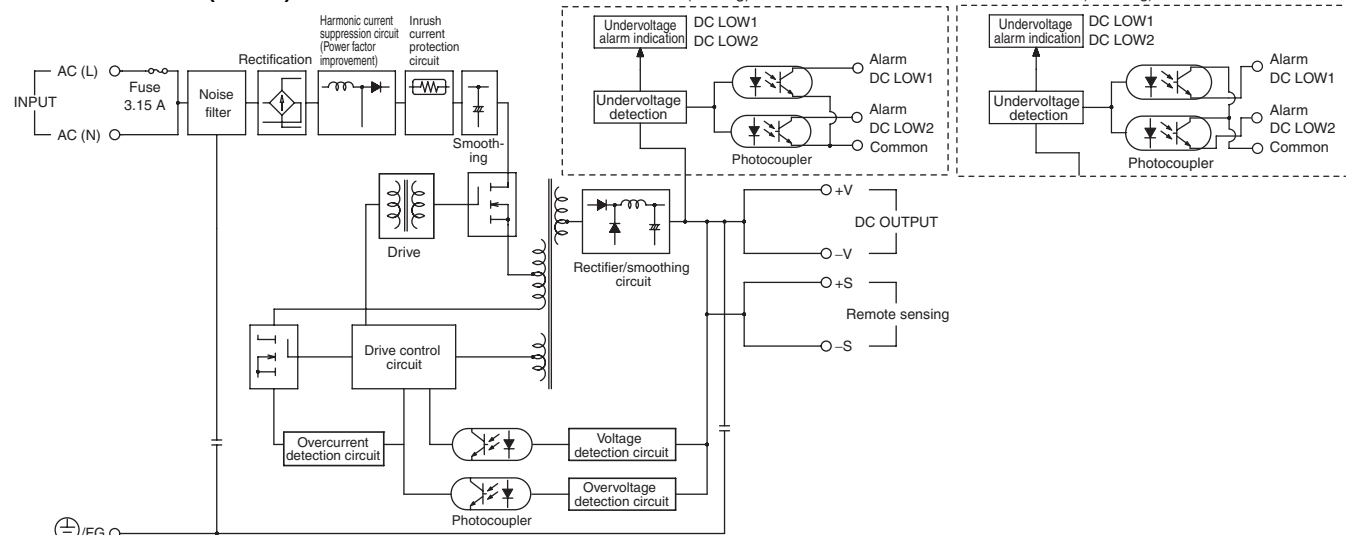 Harmonic current
suppression circuit
(Power factor
improvement)
Inrush
current
protection
circuit
Rectification
AC (L)
INPUT
Fuse
3.15 A
AC (N)
Noise
filter
Smooth-
ing
Undervoltage
alarm indication
DC LOW1
DC LOW2
Undervoltage
detection
Alarm
DC LOW1
Alarm
DC LOW2
Common
Photocoupler
Undervoltage
alarm indication
DC LOW1
DC LOW2
Undervoltage
detection
Alarm
DC LOW1
Alarm
DC LOW2
Common
Photocoupler
Drive
Rectifier/smoothing
circuit
+V
DC OUTPUT
–V
+S
Remote sensing
–S
Drive control
circuit
Overcurrent
detection circuit
Voltage
detection circuit
Overvoltage
detection circuit
Photocoupler
/FG